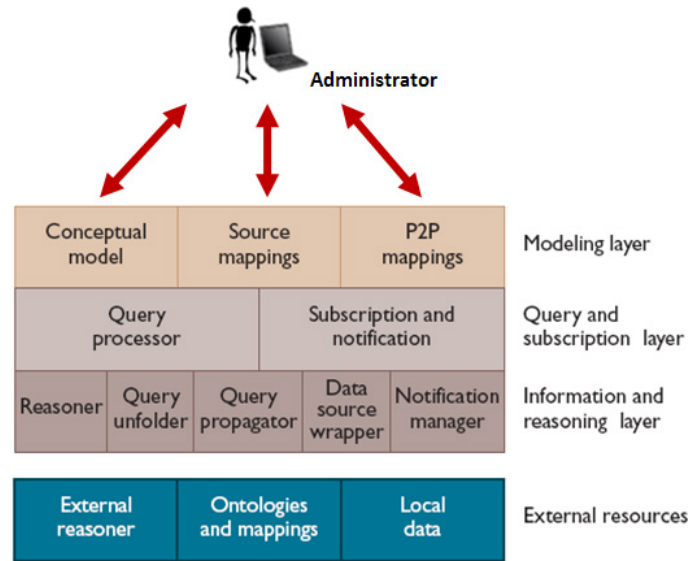 Administrator
Conceptual
model
Source
mappings
P2P
mappings
Modeling layer
Query
processor
Subscription and
notification
Query and
subscription layer
Reasoner
Query
unfolder
Query
propagator
Data
source
wrapper
Notification
manager
Information and
reasoning layer
External
reasoner
Ontologies
and mappings
Local
data
External resources